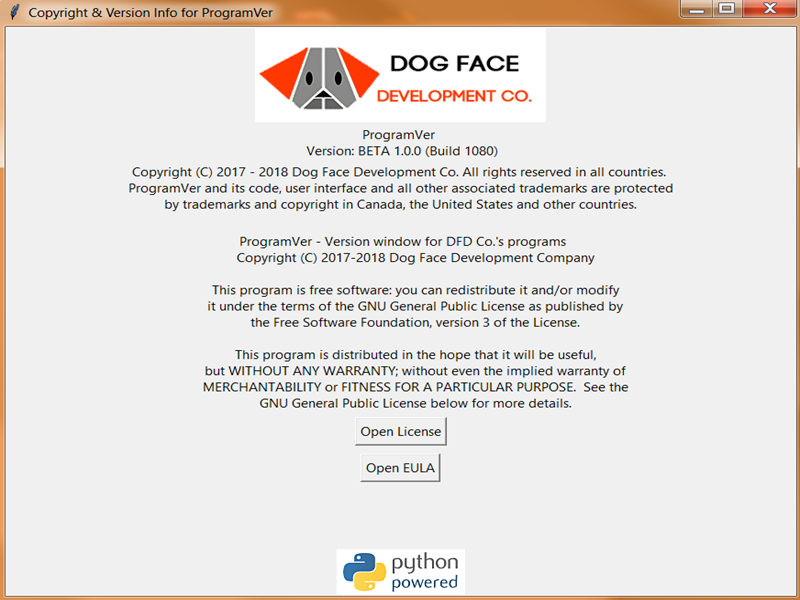 Copyright & Version Info for ProgramVer
DOG FACE
DEVELOPMENT CO.
ProgramVer
Version: BETA 1.0.0 (Build 1080)
Copyright (C) 2017 - 2018 Dog Face Development Co. All rights reserved in all countries.
ProgramVer and its code, user interface and all other associated trademarks are protected
by trademarks and copyright in Canada, the United States and other countries.
ProgramVer - Version window for DFD Co.'s programs
Copyright (C) 2017-2018 Dog Face Development Company
This program is free software: you can redistribute it and/or modify
it under the terms of the GNU General Public License as published by
the Free Software Foundation, version 3 of the License.
This program is distributed in the hope that it will be useful,
but WITHOUT ANY WARRANTY; without even the implied warranty of
MERCHANTABILITY or FITNESS FOR A PARTICULAR PURPOSE.  See the
GNU General Public License below for more details.
Open License
Open EULA
python
powered